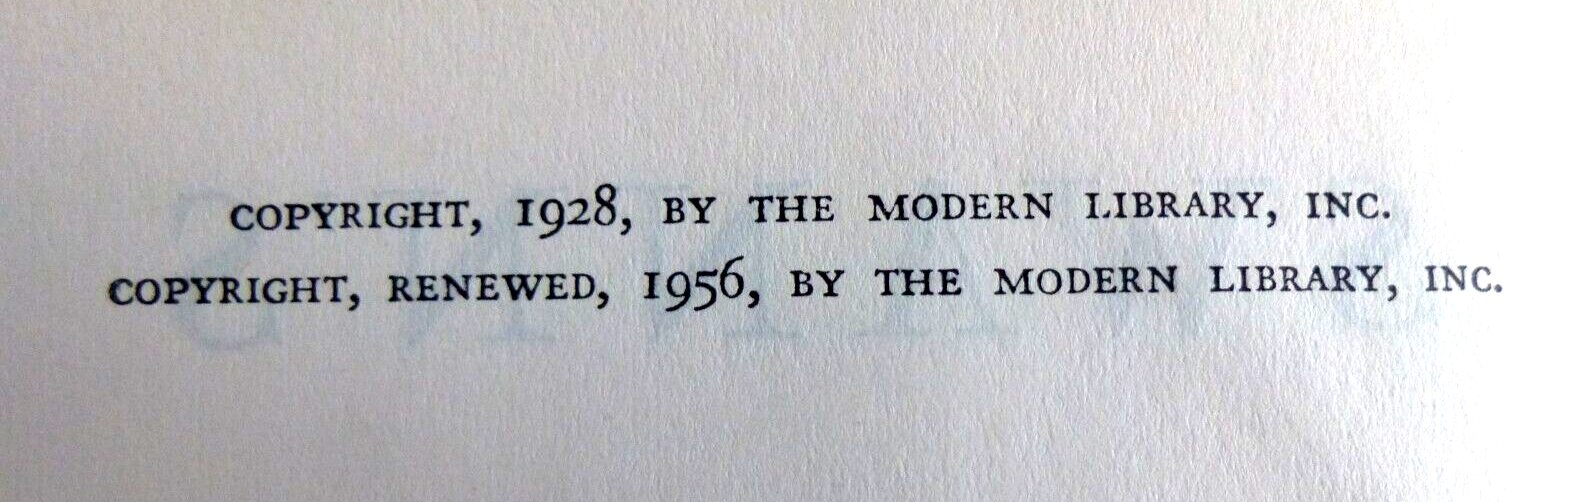 COPYRIGHT, 1928, BY THE MODERN LIBRARY, INC.
COPYRIGHT, RENEWED, 1956, BY THE MODERN LIBRARY, INC.